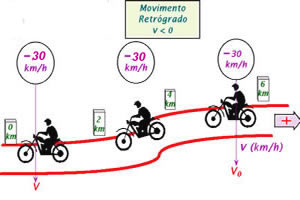 Movimento
Retrógrado
v < 0
-30
km/h
-30
km/h
-30
km/h
0
km
2
km
4
km
6
km
+
V (km/h)
V
V₀